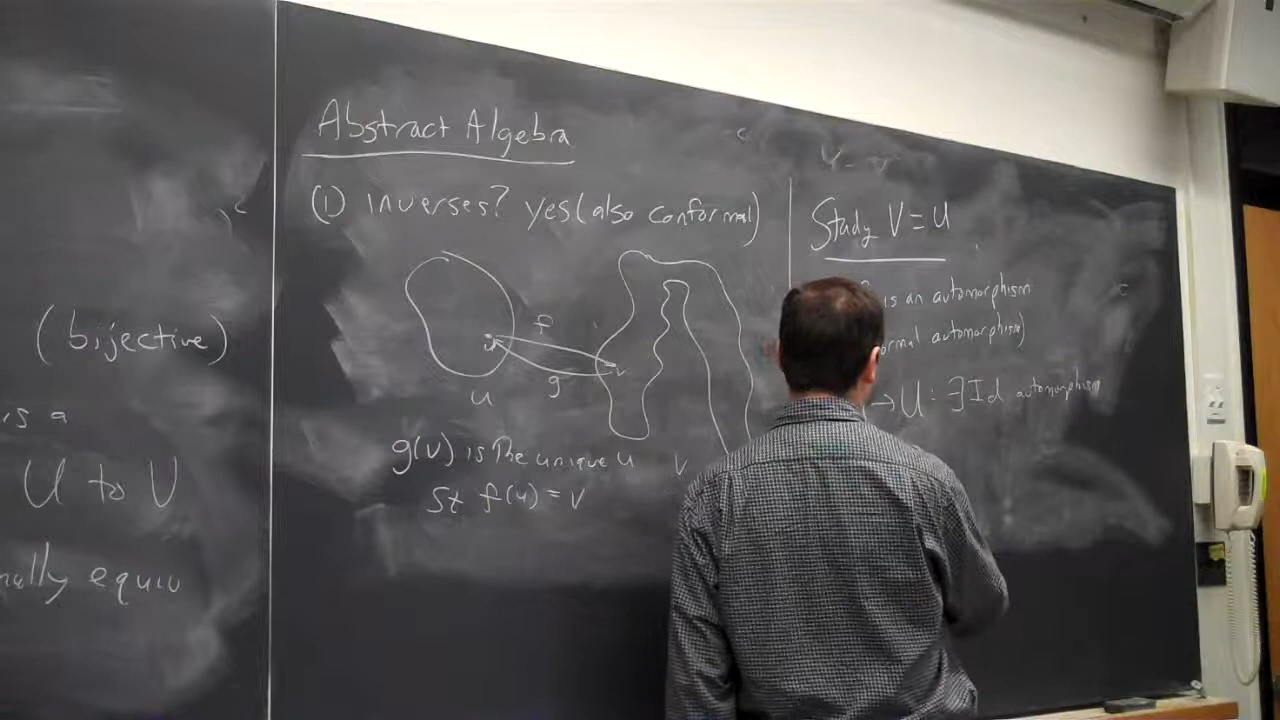 (bijective)
is a
U to V
nally equiv
Abstract Algebra
① inverses? yes (also conformal)
f
g
U
V
g(v) is the unique u
st f(u) = v
Study V = U
is an automorphism
ormal automorphism)
→ U: ∃ Id automorphism